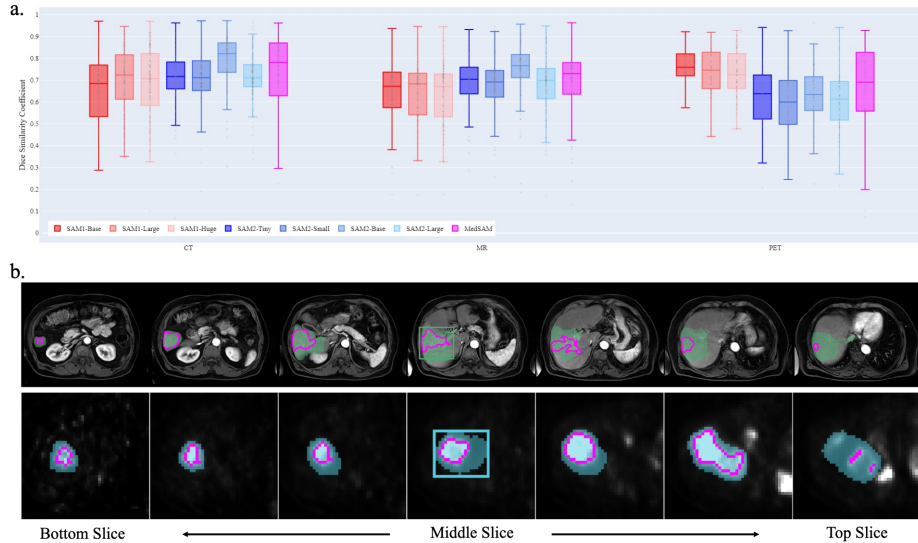 a.
Dice Similarity Coefficient
1
0.9
0.8
0.7
0.6
0.5
0.4
0.3
0.2
0.1
0
SAM1-Base SAM1-Large SAM1-Huge SAM2-Tiny SAM2-Small SAM2-Base SAM2-Large MedSAM
CT MR PET
b.
Bottom Slice Middle Slice Top Slice